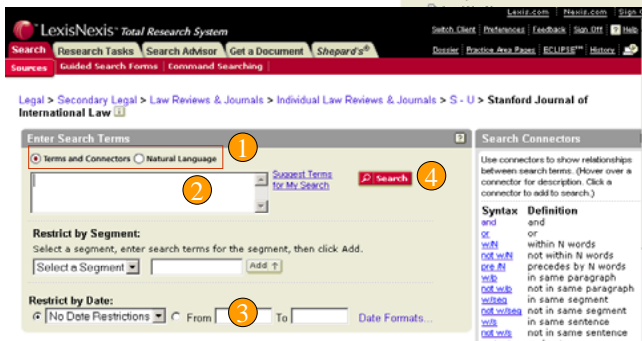 Lexis.com | Nexis.com | Sign
LexisNexis™ Total Research System
Switch Client | Preferences | Feedback | Sign Off | ? Help
Search Research Tasks Search Advisor Get a Document Shepard's®
Dossier | Practice Area Pages | ECLIPSE™ | History |
Sources Guided Search Forms | Command Searching |
Legal > Secondary Legal > Law Reviews & Journals > Individual Law Reviews & Journals > S - U > Stanford Journal of
International Law i
Enter Search Terms ?
Terms and Connectors Natural Language
1
2
Suggest Terms
for My Search
Search
4
Restrict by Segment:
Select a segment, enter search terms for the segment, then click Add.
Select a Segment Add ↑
Restrict by Date:
No Date Restrictions From To Date Formats...
3
Search Connectors
Use connectors to show relationships
between search terms. (Hover over a
connector for description. Click a
connector to add to search.)
Syntax Definition
and and
or or
w/N within N words
not w/N not within N words
pre /N precedes by N words
w/p in same paragraph
not w/p not in same paragraph
w/seg in same segment
not w/seg not in same segment
w/s in same sentence
not w/s not in same sentence